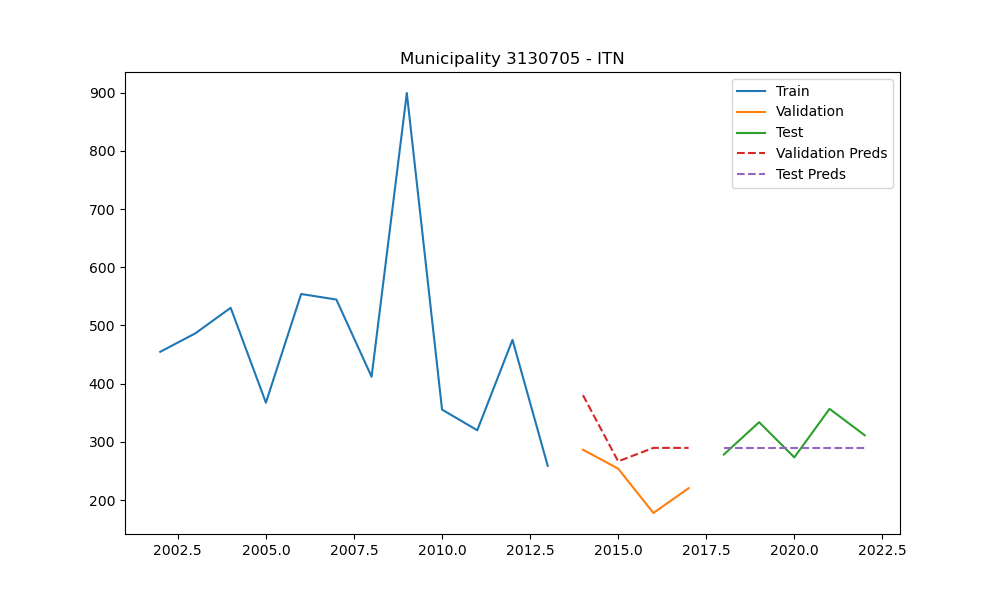 Municipality 3130705 - ITN
900
800
700
600
500
400
300
200
2002.5 2005.0 2007.5 2010.0 2012.5 2015.0 2017.5 2020.0 2022.5
Train
Validation
Test
Validation Preds
Test Preds